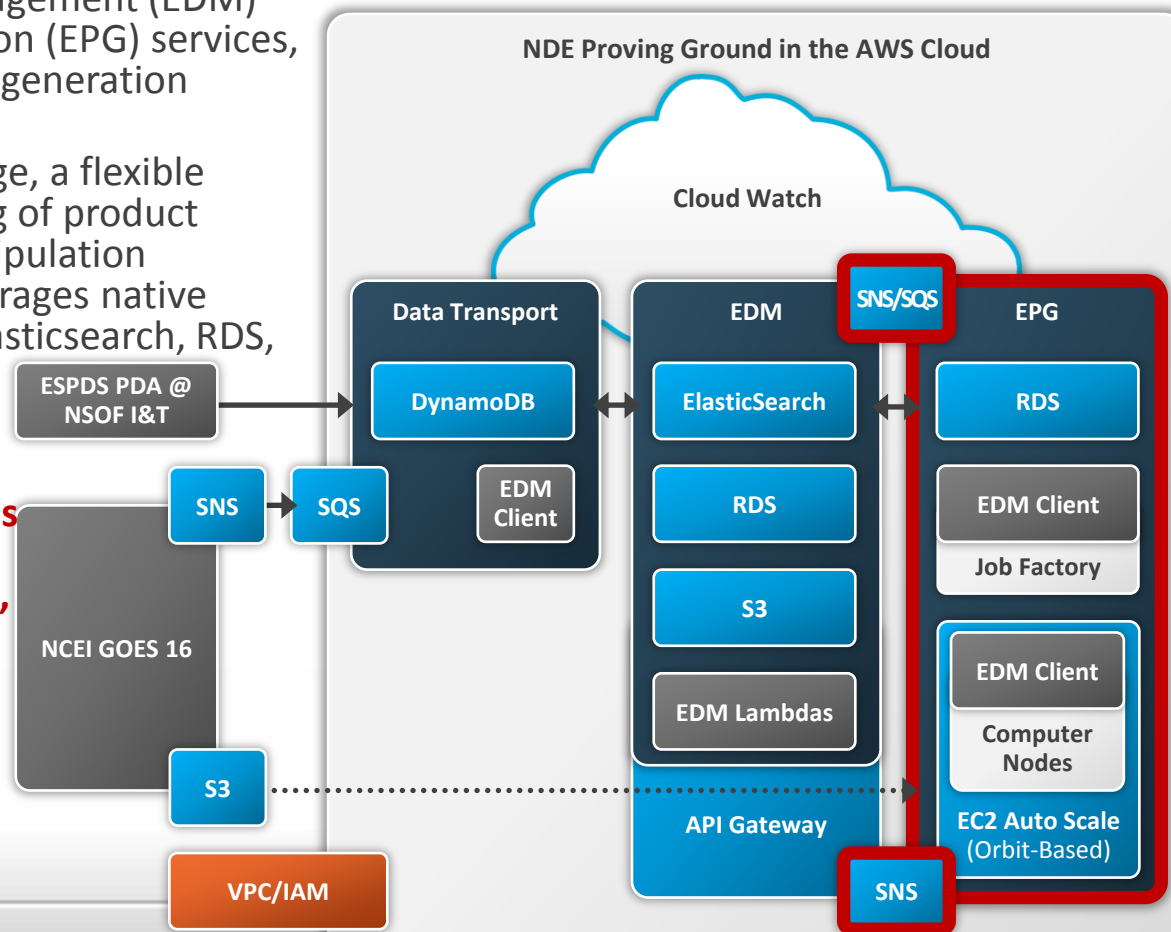 gement (EDM)
on (EPG) services,
generation
ge, a flexible
g of product
ipulation
rages native
asticsearch, RDS,
s
,
NDE Proving Ground in the AWS Cloud
Cloud Watch
Data Transport
DynamoDB
EDM
Client
EDM
ElasticSearch
RDS
S3
EDM Lambdas
API Gateway
SNS/SQS
EPG
RDS
EDM Client
Job Factory
EDM Client
Computer
Nodes
EC2 Auto Scale
(Orbit-Based)
SNS
ESPDS PDA @
NSOF I&T
SNS
SQS
NCEI GOES 16
S3
VPC/IAM